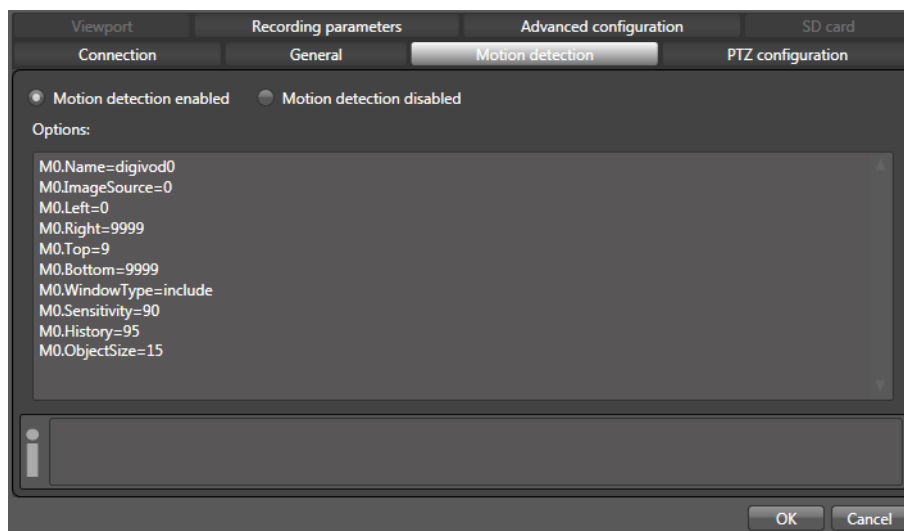 Viewport Recording parameters Advanced configuration SD card
Connection General Motion detection PTZ configuration
Motion detection enabled Motion detection disabled
Options:
M0.Name=digivod0
M0.ImageSource=0
M0.Left=0
M0.Right=9999
M0.Top=9
M0.Bottom=9999
M0.WindowType=include
M0.Sensitivity=90
M0.History=95
M0.ObjectSize=15
OK Cancel